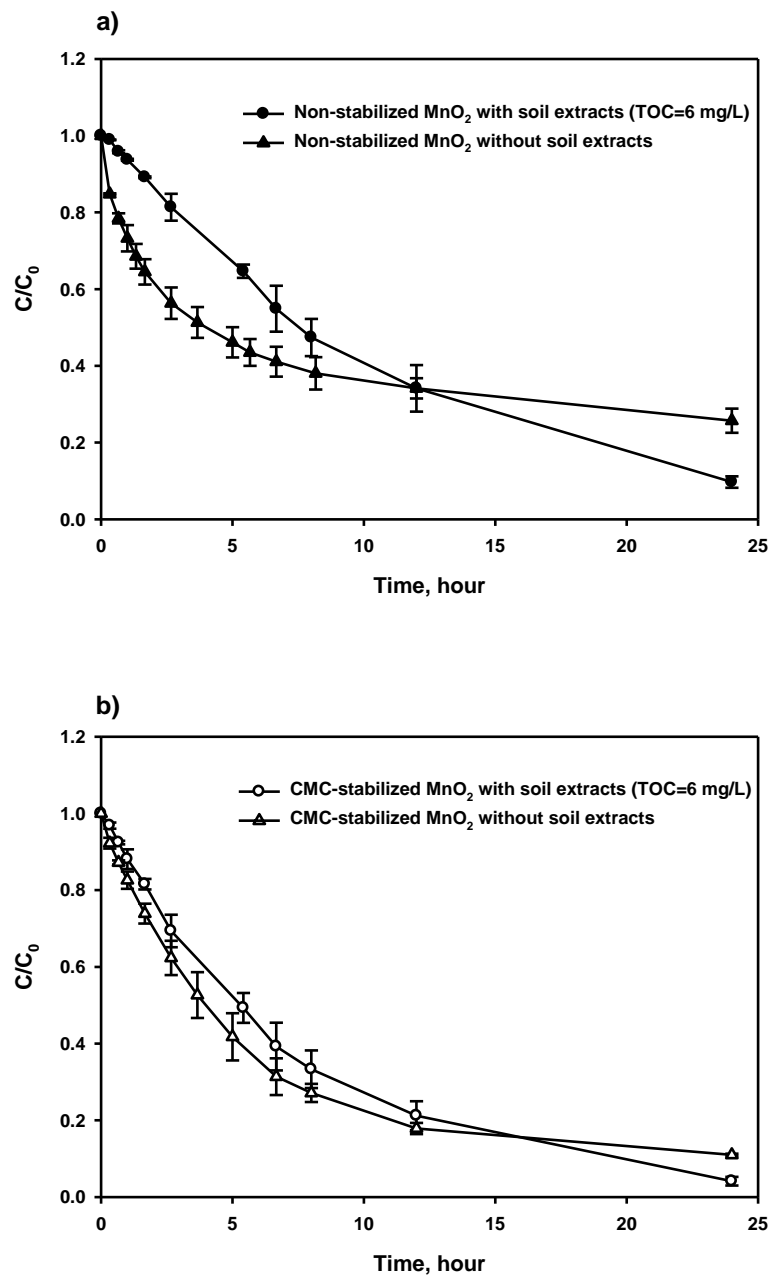 a)
1.2
1.0
0.8
0.6
0.4
0.2
0.0
C/C₀
Non-stabilized MnO₂ with soil extracts (TOC=6 mg/L)
Non-stabilized MnO₂ without soil extracts
0 5 10 15 20 25
Time, hour
b)
1.2
1.0
0.8
0.6
0.4
0.2
0.0
C/C₀
CMC-stabilized MnO₂ with soil extracts (TOC=6 mg/L)
CMC-stabilized MnO₂ without soil extracts
0 5 10 15 20 25
Time, hour